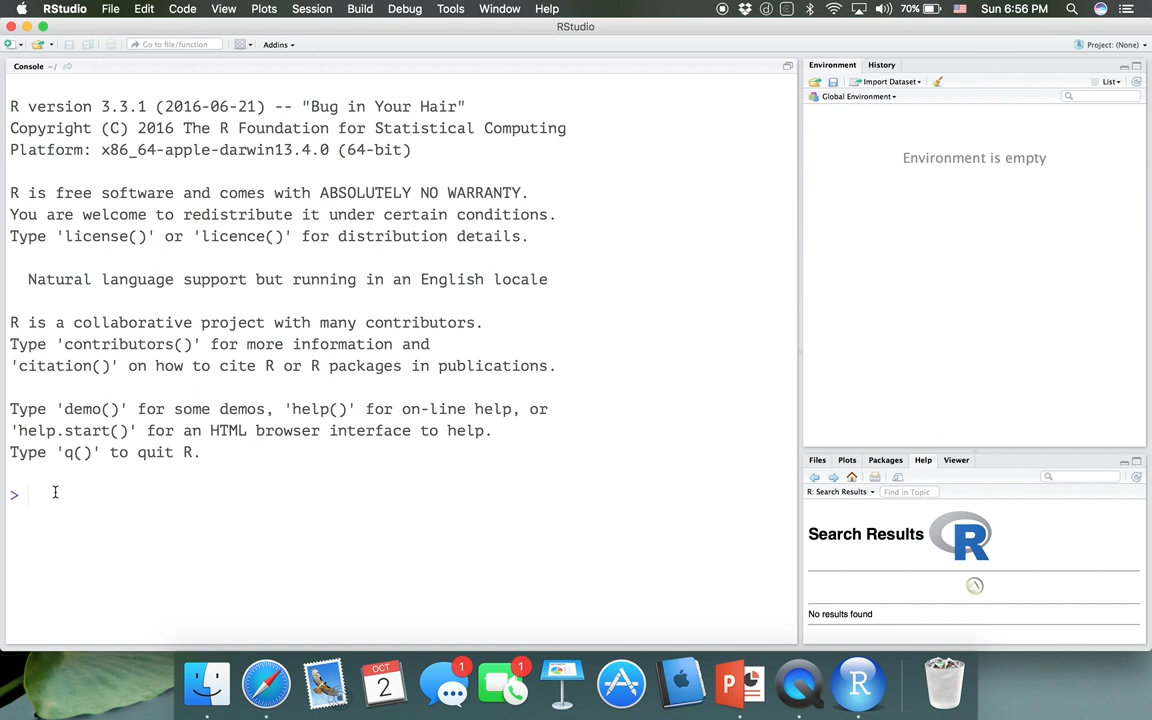 RStudio File Edit Code View Plots Session Build Debug Tools Window Help 70% Sun 6:56 PM
RStudio
Go to file/function Addins Project: (None)
Console ~/
Environment History
Import Dataset List
Global Environment
Environment is empty
R version 3.3.1 (2016-06-21) -- "Bug in Your Hair"
Copyright (C) 2016 The R Foundation for Statistical Computing
Platform: x86_64-apple-darwin13.4.0 (64-bit)
R is free software and comes with ABSOLUTELY NO WARRANTY.
You are welcome to redistribute it under certain conditions.
Type 'license()' or 'licence()' for distribution details.
Natural language support but running in an English locale
R is a collaborative project with many contributors.
Type 'contributors()' for more information and
'citation()' on how to cite R or R packages in publications.
Type 'demo()' for some demos, 'help()' for on-line help, or
'help.start()' for an HTML browser interface to help.
Type 'q()' to quit R.
>
Files Plots Packages Help Viewer
R: Search Results Find in Topic
Search Results R
No results found
OCT
2
1
1
P
R